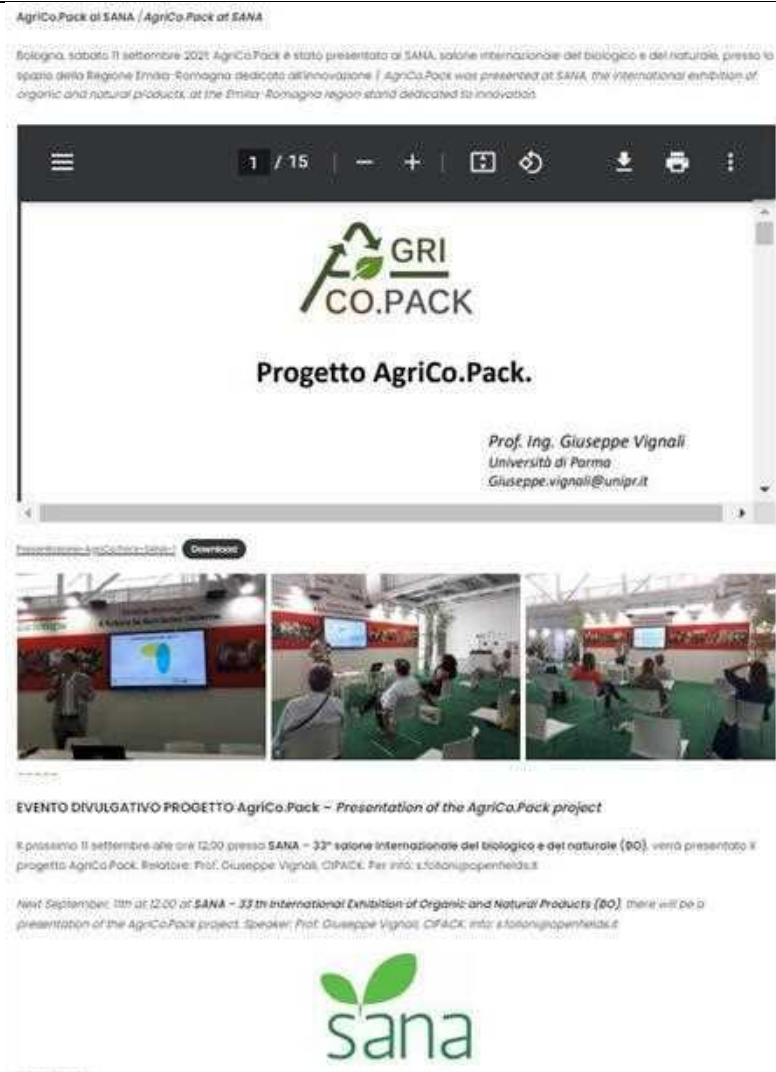 AgriCo.Pack al SANA / AgriCo.Pack at SANA
Bologna, sabato 11 settembre 2021: AgriCo.Pack è stato presentato al SANA, salone internazionale del biologico e del naturale, presso lo
spazio della Regione Emilia-Romagna dedicato all'innovazione / AgriCo.Pack was presented at SANA, the international exhibition of
organic and natural products, at the Emilia-Romagna region stand dedicated to innovation.
1 / 15
AGRI
CO.PACK
Progetto AgriCo.Pack.
Prof. Ing. Giuseppe Vignali
Università di Parma
Giuseppe.vignali@unipr.it
Presentazione-AgriCo.Pack-SANA-1 Download
-----
EVENTO DIVULGATIVO PROGETTO AgriCo.Pack – Presentation of the AgriCo.Pack project
Il prossimo 11 settembre alle ore 12,00 presso SANA – 33° salone internazionale del biologico e del naturale (BO), verrà presentato il
progetto AgriCo.Pack. Relatore: Prof. Giuseppe Vignali, CIPACK. Per info: s.folloni@openfields.it
Next September, 11th at 12.00 at SANA – 33 th International Exhibition of Organic and Natural Products (BO), there will be a
presentation of the AgriCo.Pack project. Speaker: Prof. Giuseppe Vignali, CIPACK. Info: s.folloni@openfields.it
sana